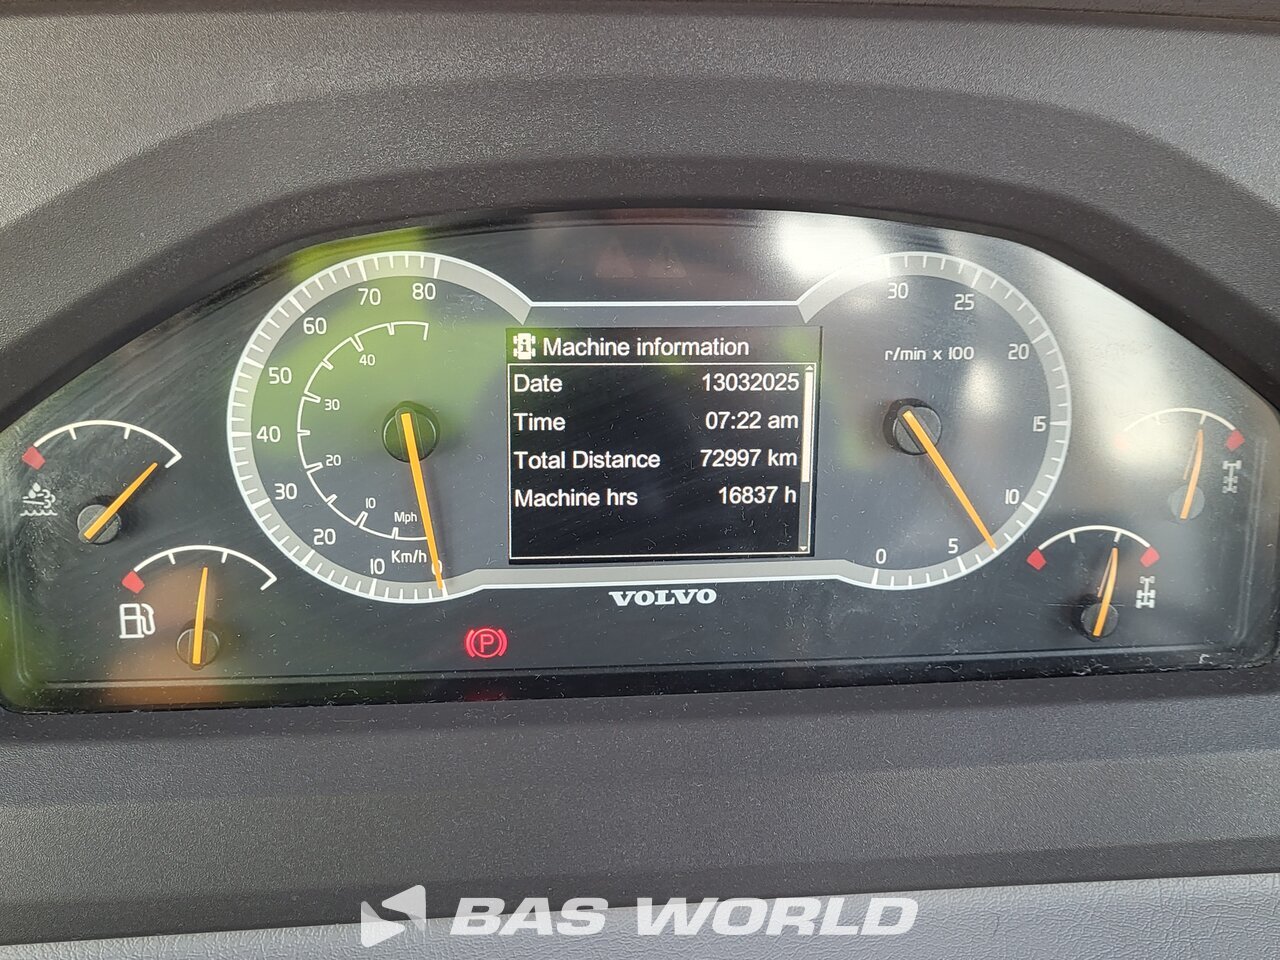 70 80
60
50
40
30
20
10 Km/h 0
40
30
20
10
Mph
Machine information
Date 13032025
Time 07:22 am
Total Distance 72997 km
Machine hrs 16837 h
VOLVO
P
30
25
r/min x 100 20
15
10
5
0
BAS WORLD